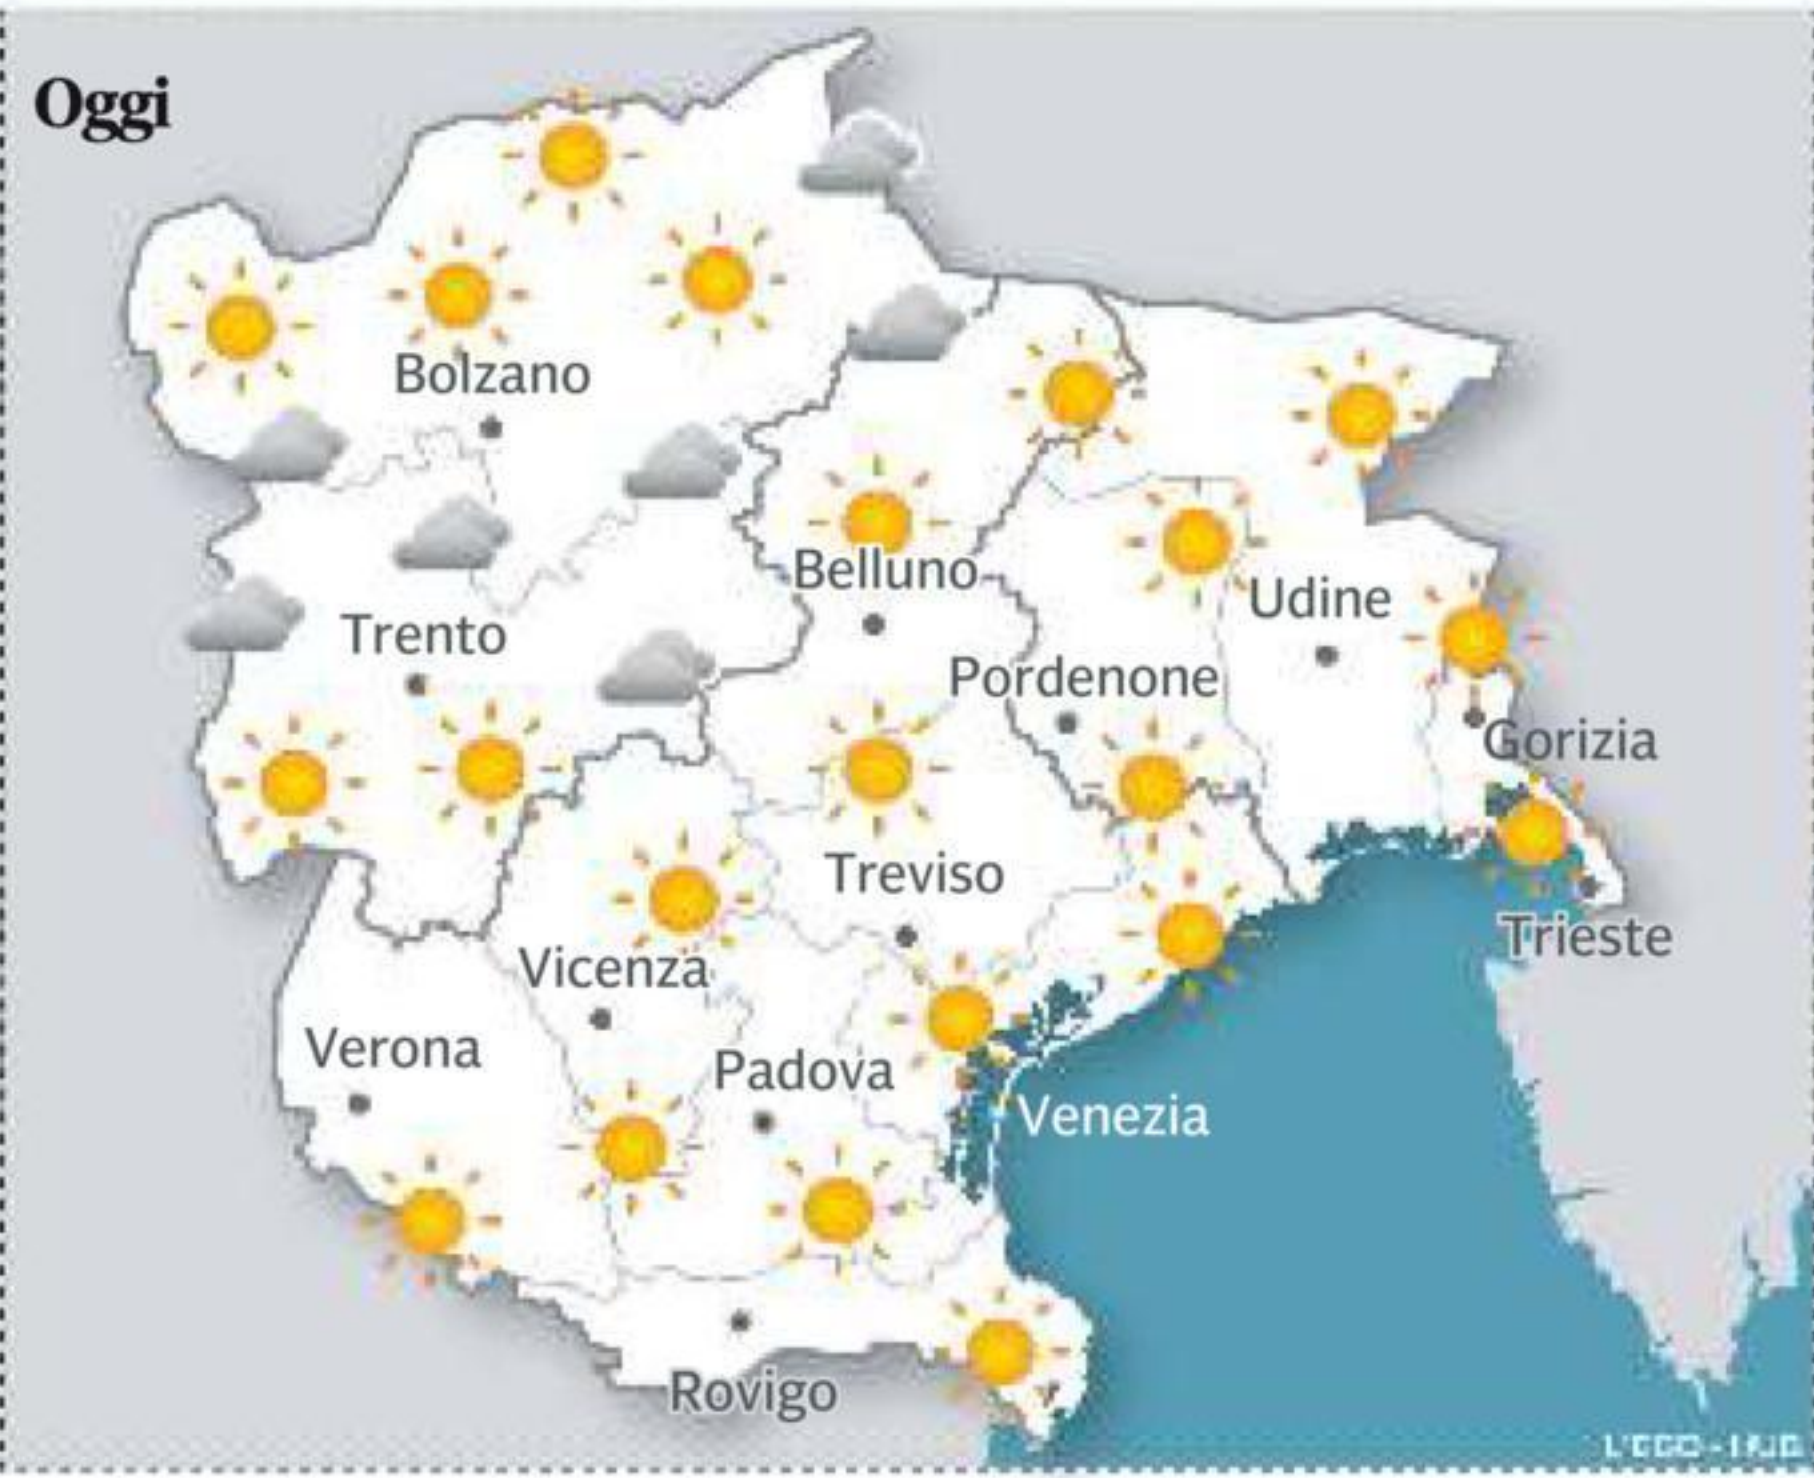 Oggi
Bolzano
Belluno
Udine
Trento
Pordenone
Gorizia
Treviso
Trieste
Vicenza
Verona
Padova
Venezia
Rovigo